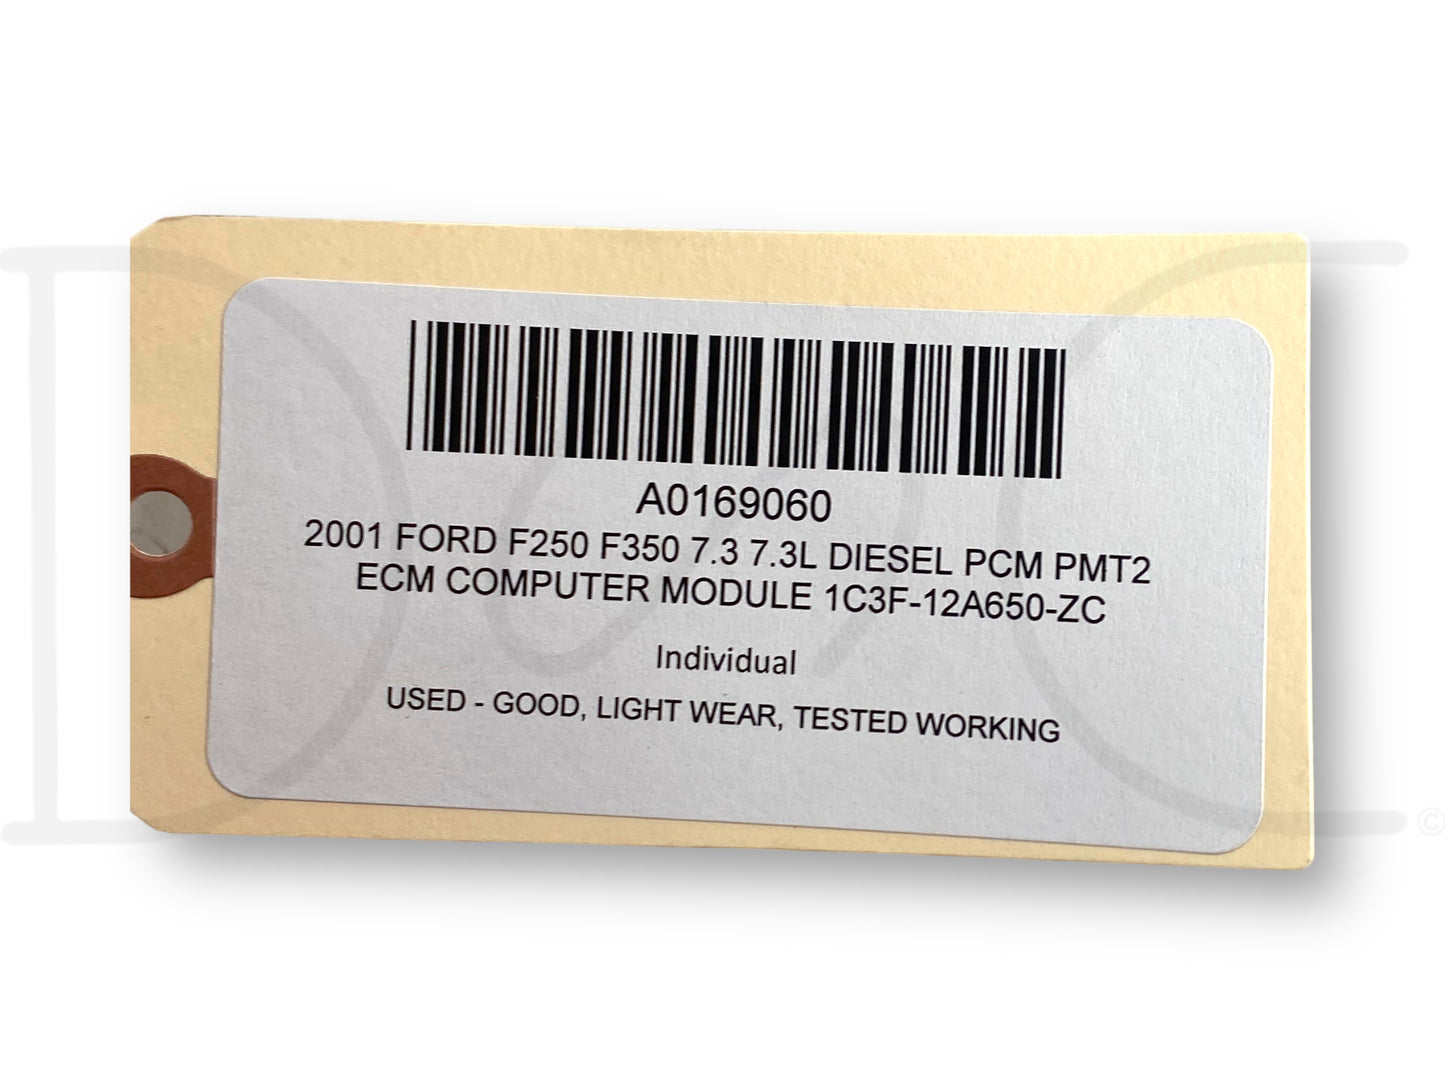 A0169060
2001 FORD F250 F350 7.3 7.3L DIESEL PCM PMT2
ECM COMPUTER MODULE 1C3F-12A650-ZC
Individual
USED - GOOD, LIGHT WEAR, TESTED WORKING